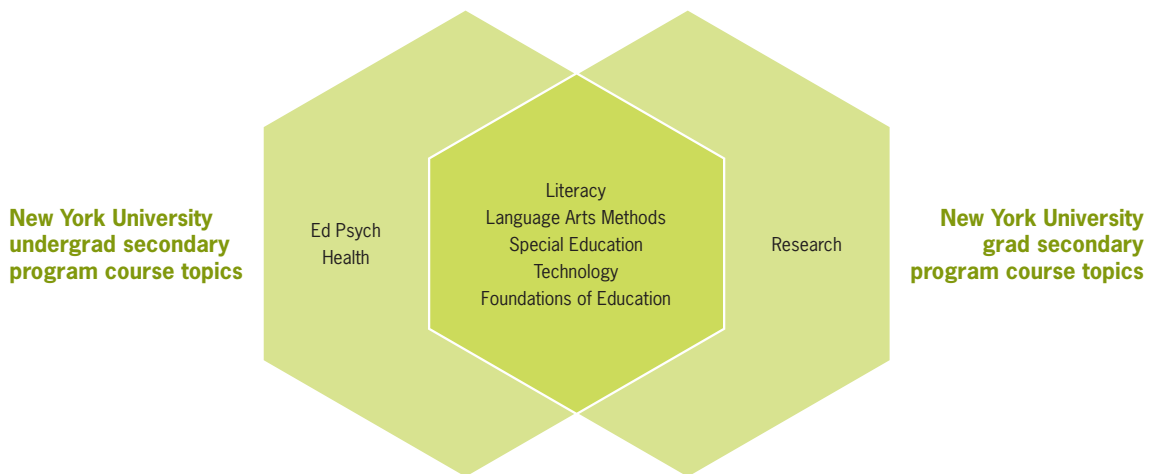 New York University
undergrad secondary
program course topics
Ed Psych
Health
Literacy
Language Arts Methods
Special Education
Technology
Foundations of Education
Research
New York University
grad secondary
program course topics